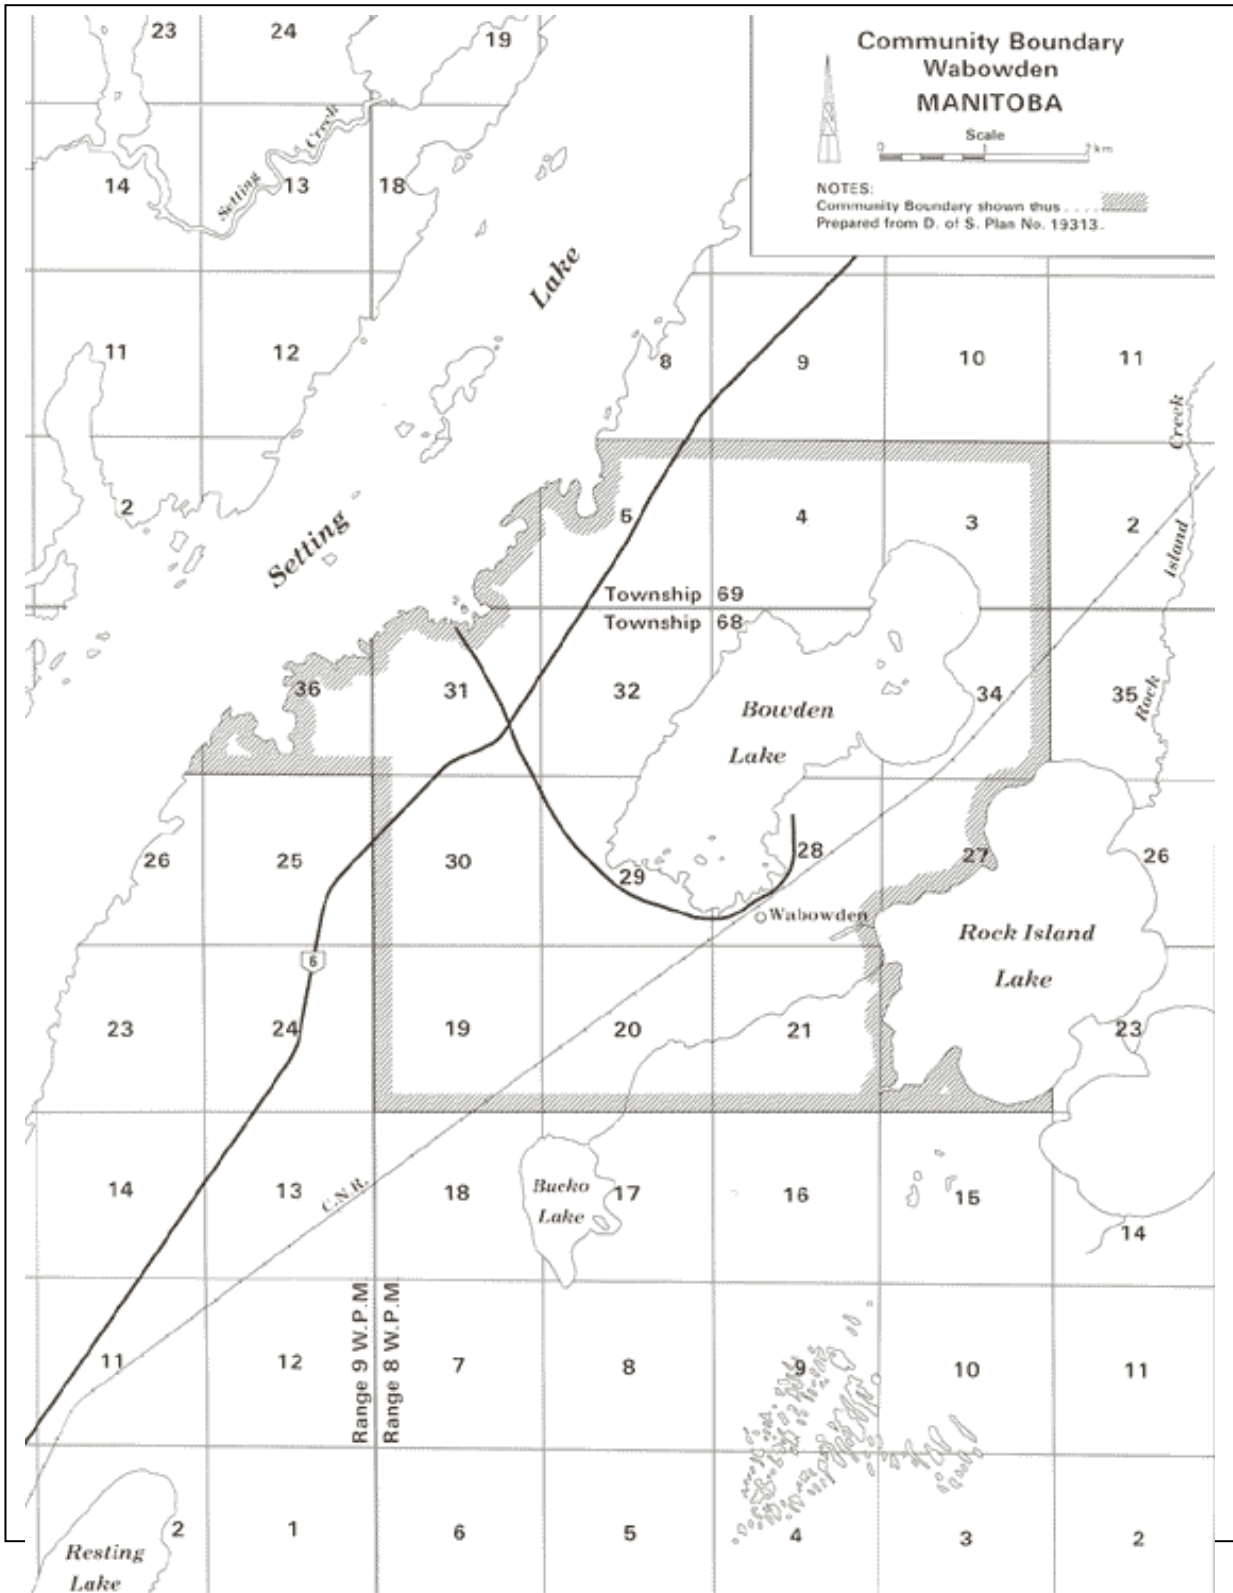 Community Boundary
Wabowden
MANITOBA
Scale
0 1 2 km
NOTES:
Community Boundary shown thus . . . .
Prepared from D. of S. Plan No. 19313.
23 24 19
Setting Creek
14 13 18
Lake
11 12 8 9 10 11
Creek
2 5 4 3 2
Setting
Island
Township 69
Township 68
36 31 32 34 35
Rock
Bowden
Lake
26 25 30 29 28 27 26
Wabowden
Rock Island
Lake
6
23 24 19 20 21 23
14 13 18 17 16 15
C.N.R.
Bucko
Lake
14
Range 9 W.P.M
Range 8 W.P.M
11 12 7 8 9 10 11
2 1 6 5 4 3 2
Resting
Lake